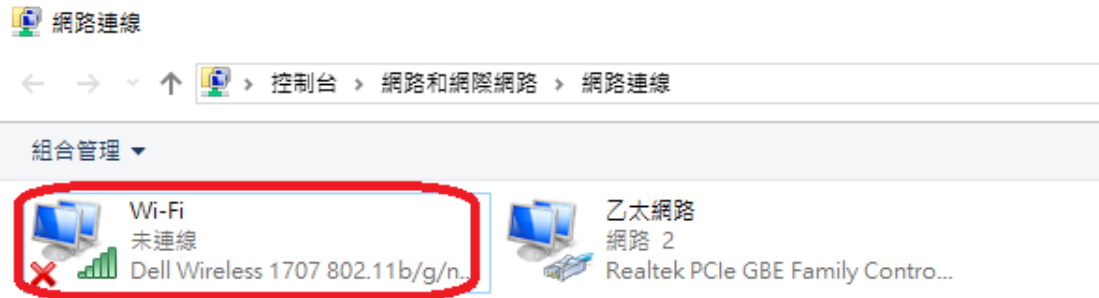 網路連線
控制台 › 網路和網際網路 › 網路連線
組合管理
Wi-Fi
未連線
Dell Wireless 1707 802.11b/g/n...
乙太網路
網路 2
Realtek PCIe GBE Family Contro...